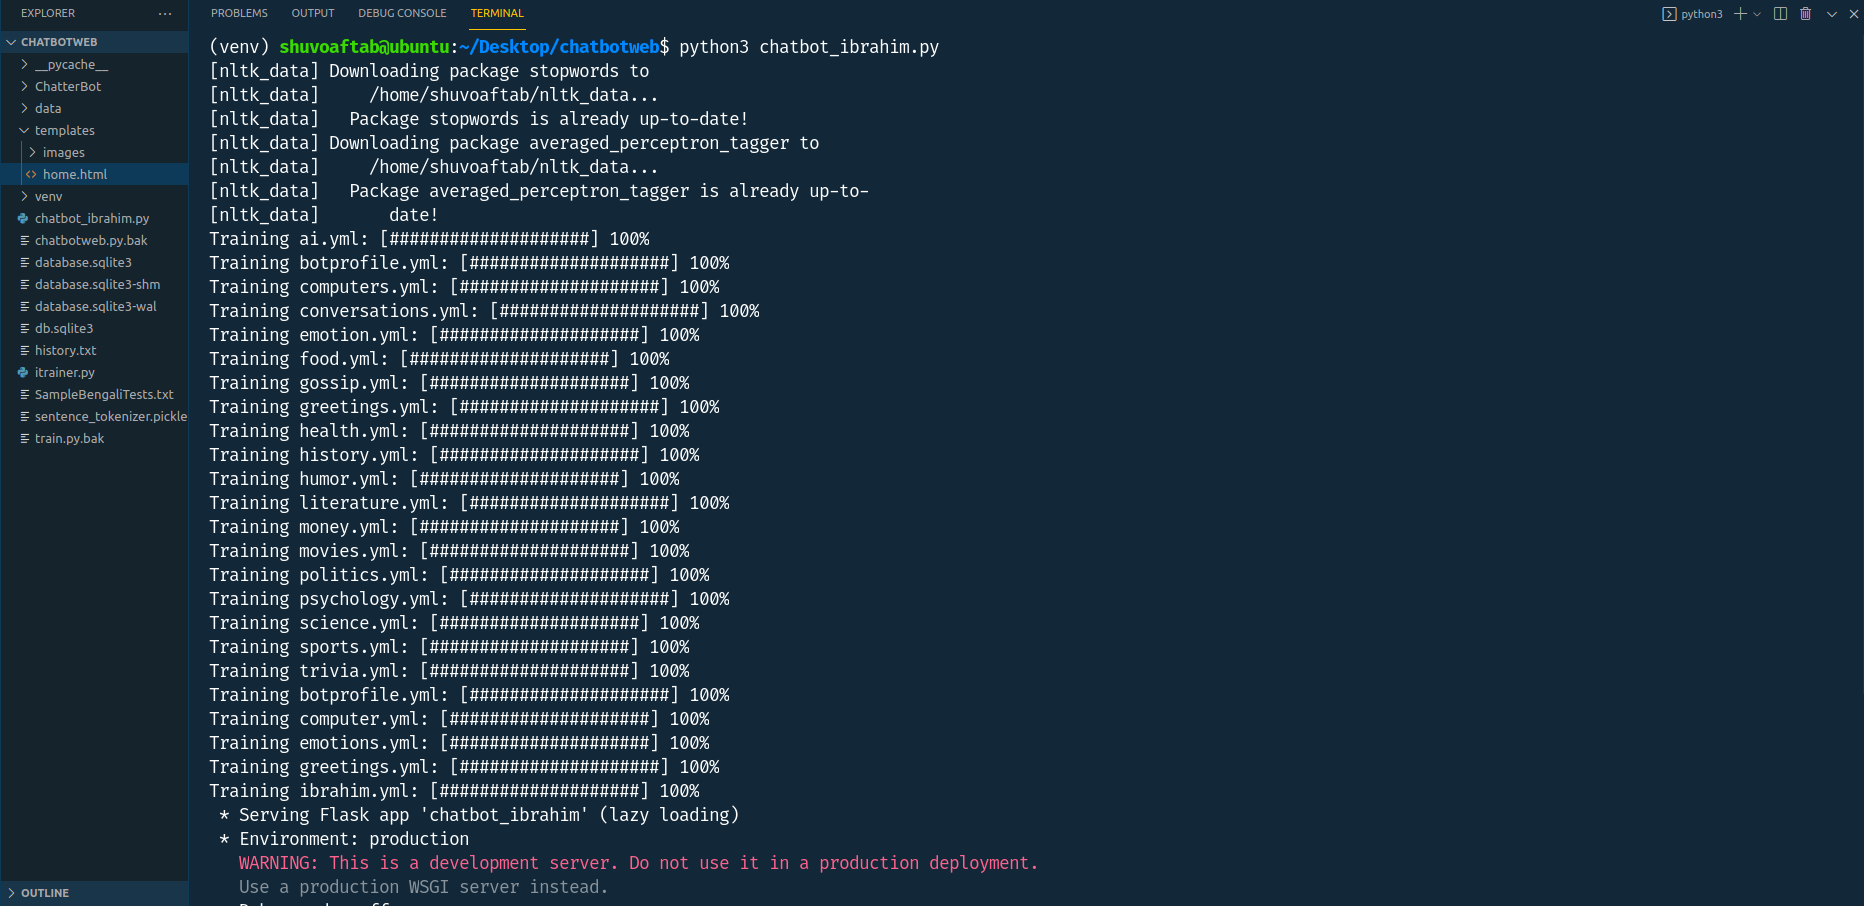 EXPLORER ···
CHATBOTWEB
__pycache__
ChatterBot
data
templates
images
home.html
venv
chatbot_ibrahim.py
chatbotweb.py.bak
database.sqlite3
database.sqlite3-shm
database.sqlite3-wal
db.sqlite3
history.txt
itrainer.py
SampleBengaliTests.txt
sentence_tokenizer.pickle
train.py.bak
OUTLINE
PROBLEMS OUTPUT DEBUG CONSOLE TERMINAL python3
(venv) shuvoaftab@ubuntu:~/Desktop/chatbotweb$ python3 chatbot_ibrahim.py
[nltk_data] Downloading package stopwords to
[nltk_data]     /home/shuvoaftab/nltk_data...
[nltk_data]   Package stopwords is already up-to-date!
[nltk_data] Downloading package averaged_perceptron_tagger to
[nltk_data]     /home/shuvoaftab/nltk_data...
[nltk_data]   Package averaged_perceptron_tagger is already up-to-
[nltk_data]       date!
Training ai.yml: [####################] 100%
Training botprofile.yml: [####################] 100%
Training computers.yml: [####################] 100%
Training conversations.yml: [####################] 100%
Training emotion.yml: [####################] 100%
Training food.yml: [####################] 100%
Training gossip.yml: [####################] 100%
Training greetings.yml: [####################] 100%
Training health.yml: [####################] 100%
Training history.yml: [####################] 100%
Training humor.yml: [####################] 100%
Training literature.yml: [####################] 100%
Training money.yml: [####################] 100%
Training movies.yml: [####################] 100%
Training politics.yml: [####################] 100%
Training psychology.yml: [####################] 100%
Training science.yml: [####################] 100%
Training sports.yml: [####################] 100%
Training trivia.yml: [####################] 100%
Training botprofile.yml: [####################] 100%
Training computer.yml: [####################] 100%
Training emotions.yml: [####################] 100%
Training greetings.yml: [####################] 100%
Training ibrahim.yml: [####################] 100%
 * Serving Flask app 'chatbot_ibrahim' (lazy loading)
 * Environment: production
   WARNING: This is a development server. Do not use it in a production deployment.
   Use a production WSGI server instead.